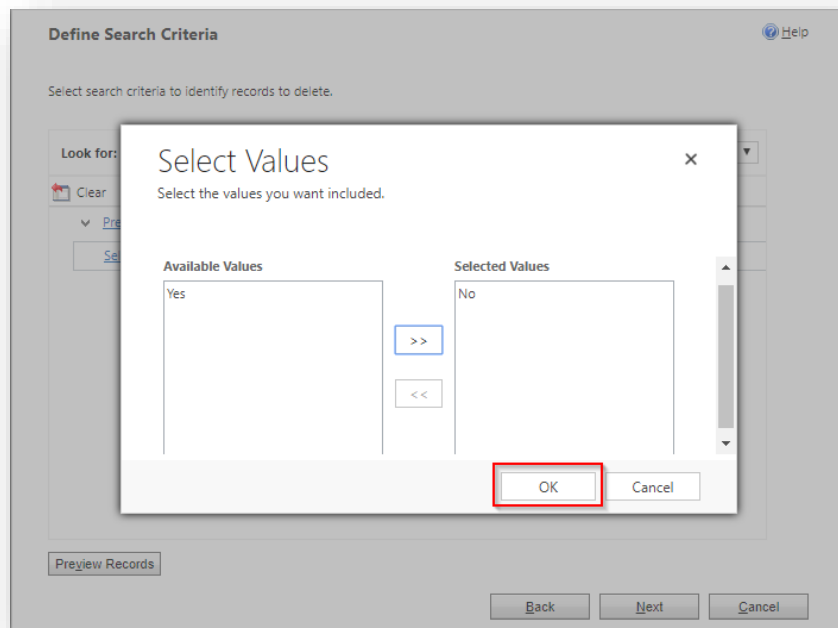 Define Search Criteria
Help
Select search criteria to identify records to delete.
Look for:
Clear
Select Values
Select the values you want included.
Available Values
Selected Values
Yes
No
>>
<<
OK
Cancel
Preview Records
Back
Next
Cancel